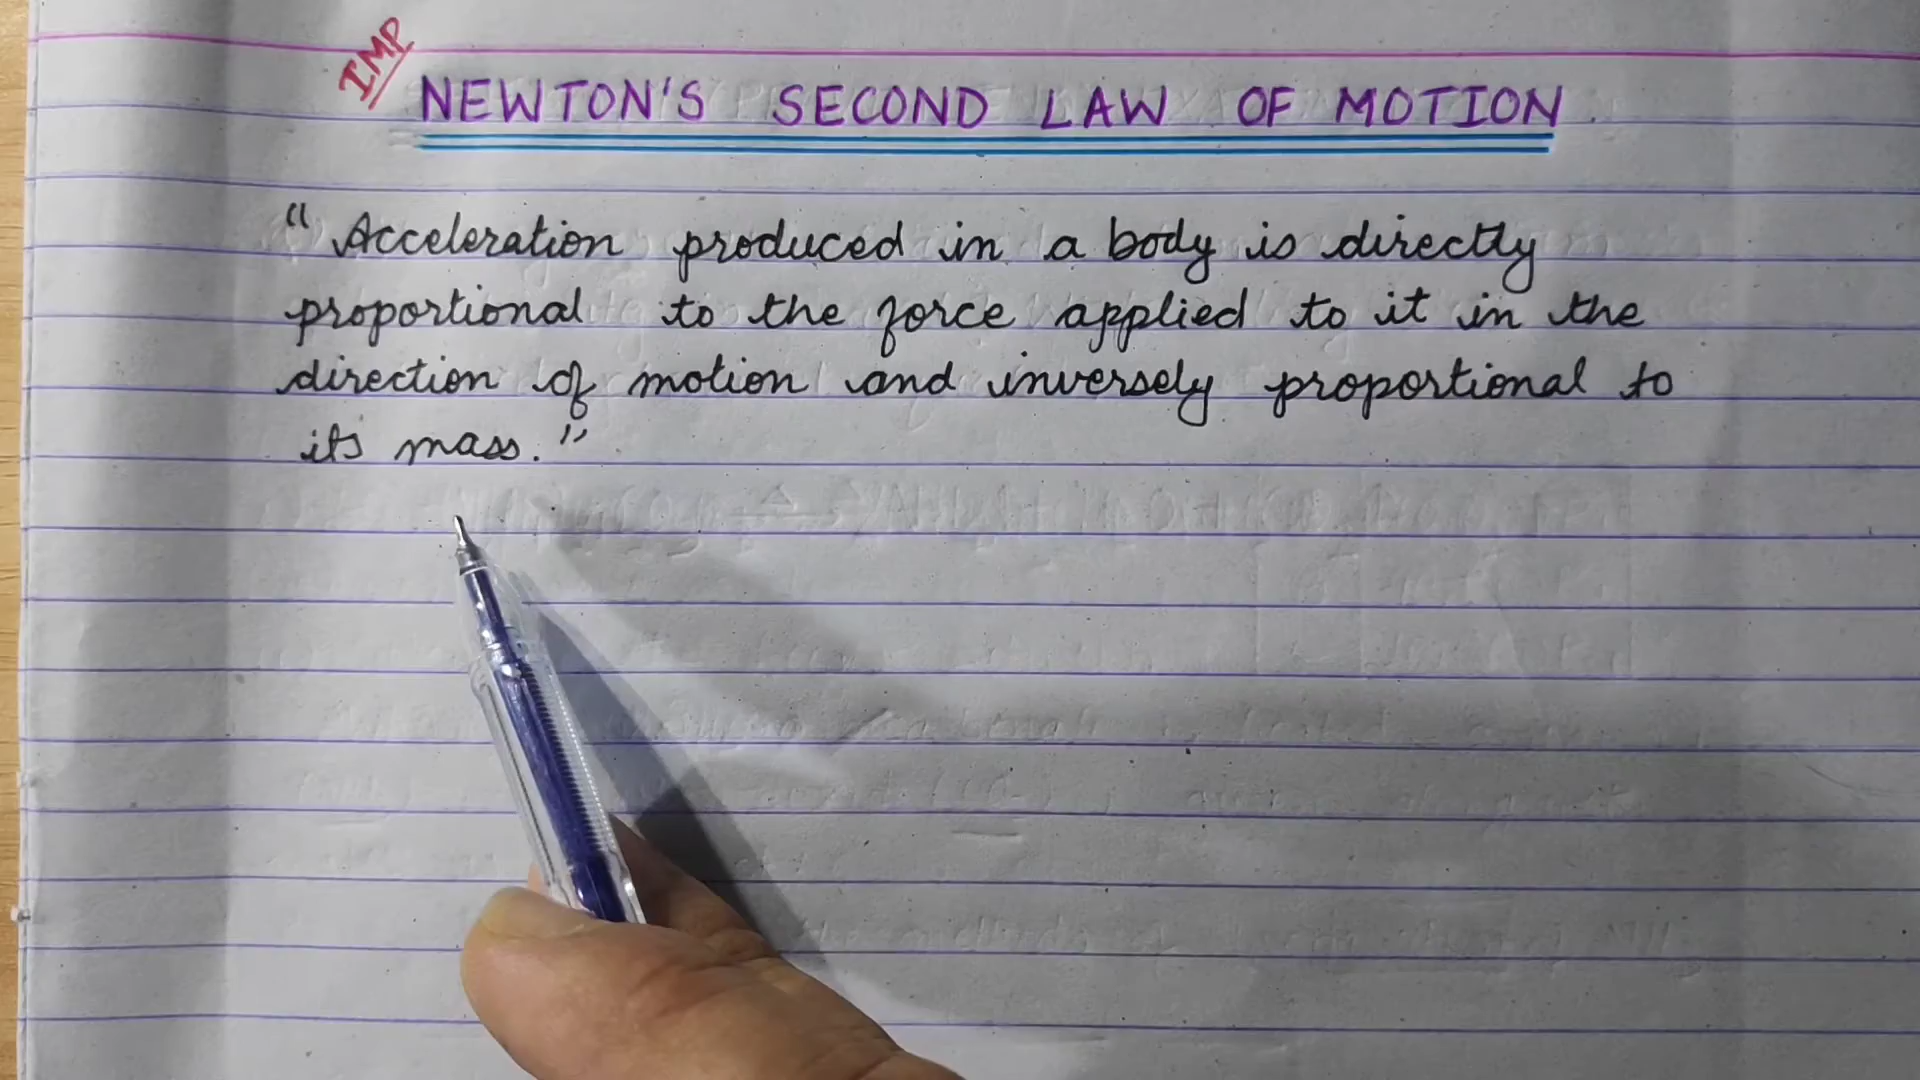 IMP
NEWTON'S SECOND LAW OF MOTION
" Acceleration produced in a body is directly
proportional to the force applied to it in the
direction of motion and inversely proportional to
its mass."